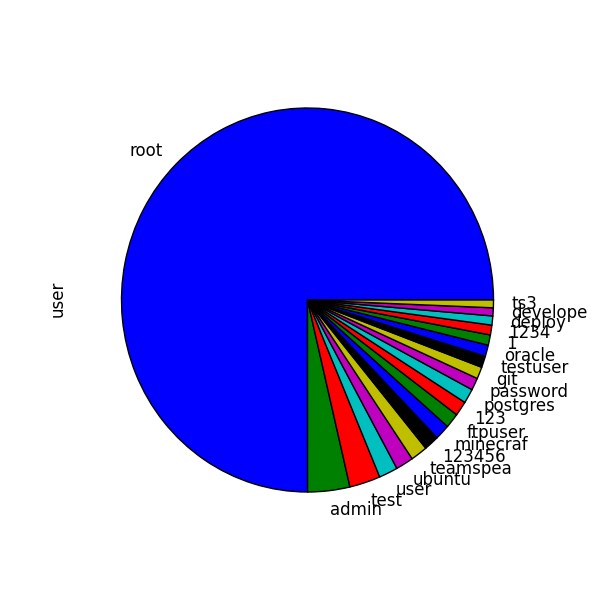 root
user
ts3
develope
deploy
1234
1
oracle
testuser
git
password
postgres
123
ftpuser
minecraf
123456
teamspea
ubuntu
user
test
admin